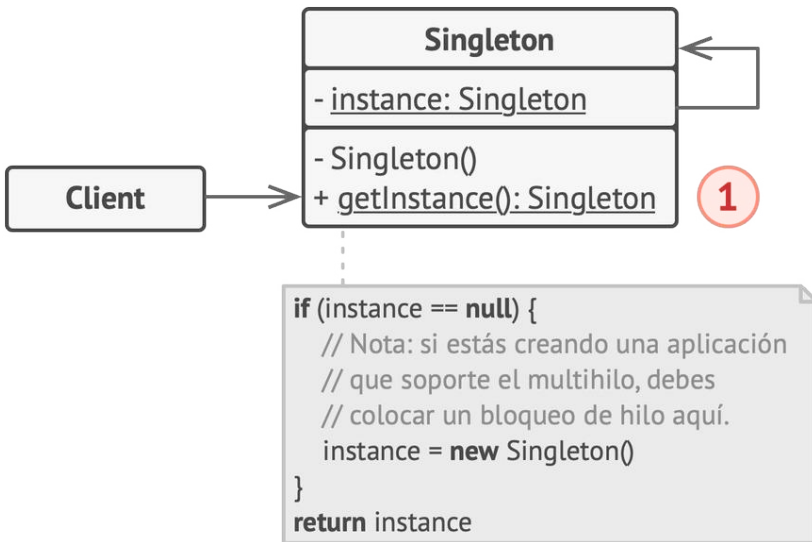 Singleton
- instance: Singleton
- Singleton()
+ getInstance(): Singleton
Client
1
if (instance == null) {
// Nota: si estás creando una aplicación
// que soporte el multihilo, debes
// colocar un bloqueo de hilo aquí.
instance = new Singleton()
}
return instance